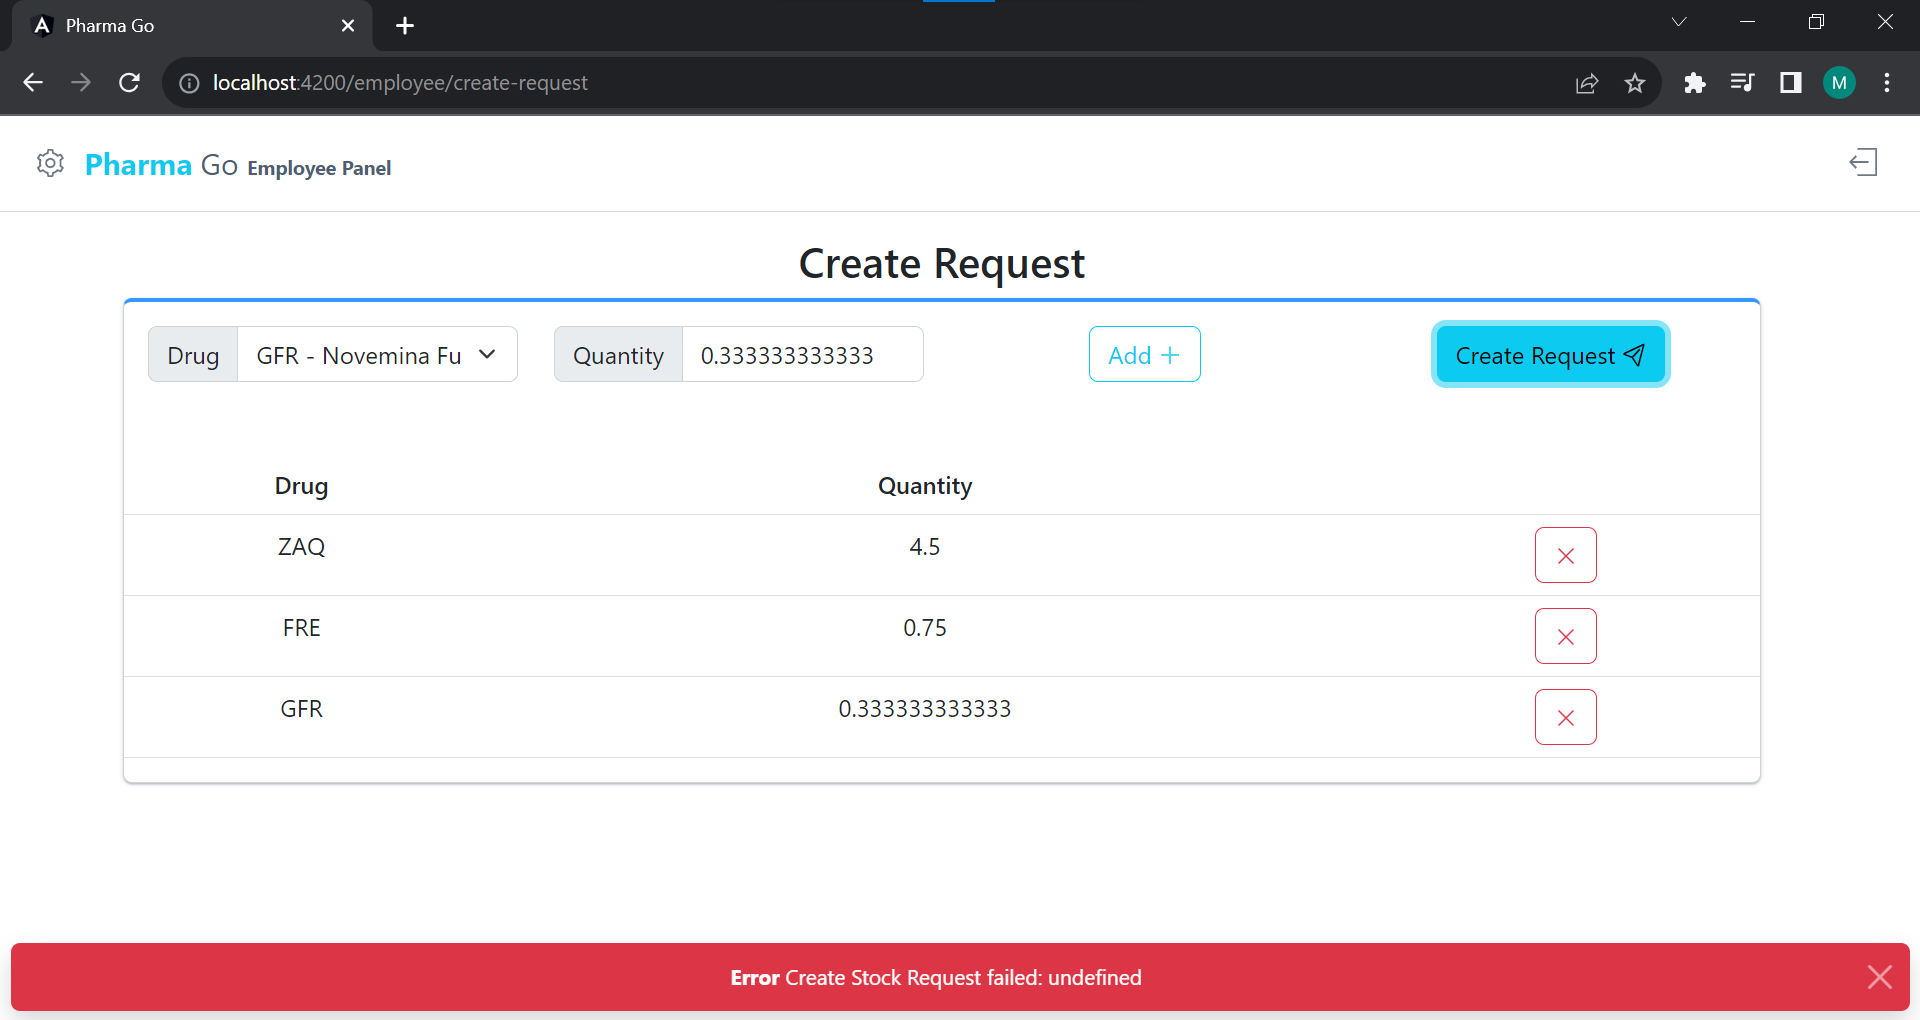 Pharma Go
localhost:4200/employee/create-request
M
Pharma Go Employee Panel
Create Request
Drug GFR - Novemina Fu Quantity 0.333333333333 Add + Create Request
Drug Quantity
ZAQ 4.5
FRE 0.75
GFR 0.333333333333
Error Create Stock Request failed: undefined